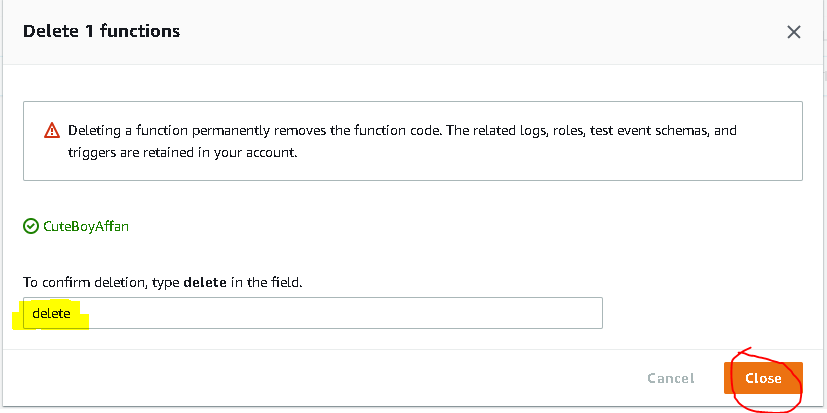 Delete 1 functions
Deleting a function permanently removes the function code. The related logs, roles, test event schemas, and
triggers are retained in your account.
CuteBoyAffan
To confirm deletion, type delete in the field.
delete
Cancel
Close